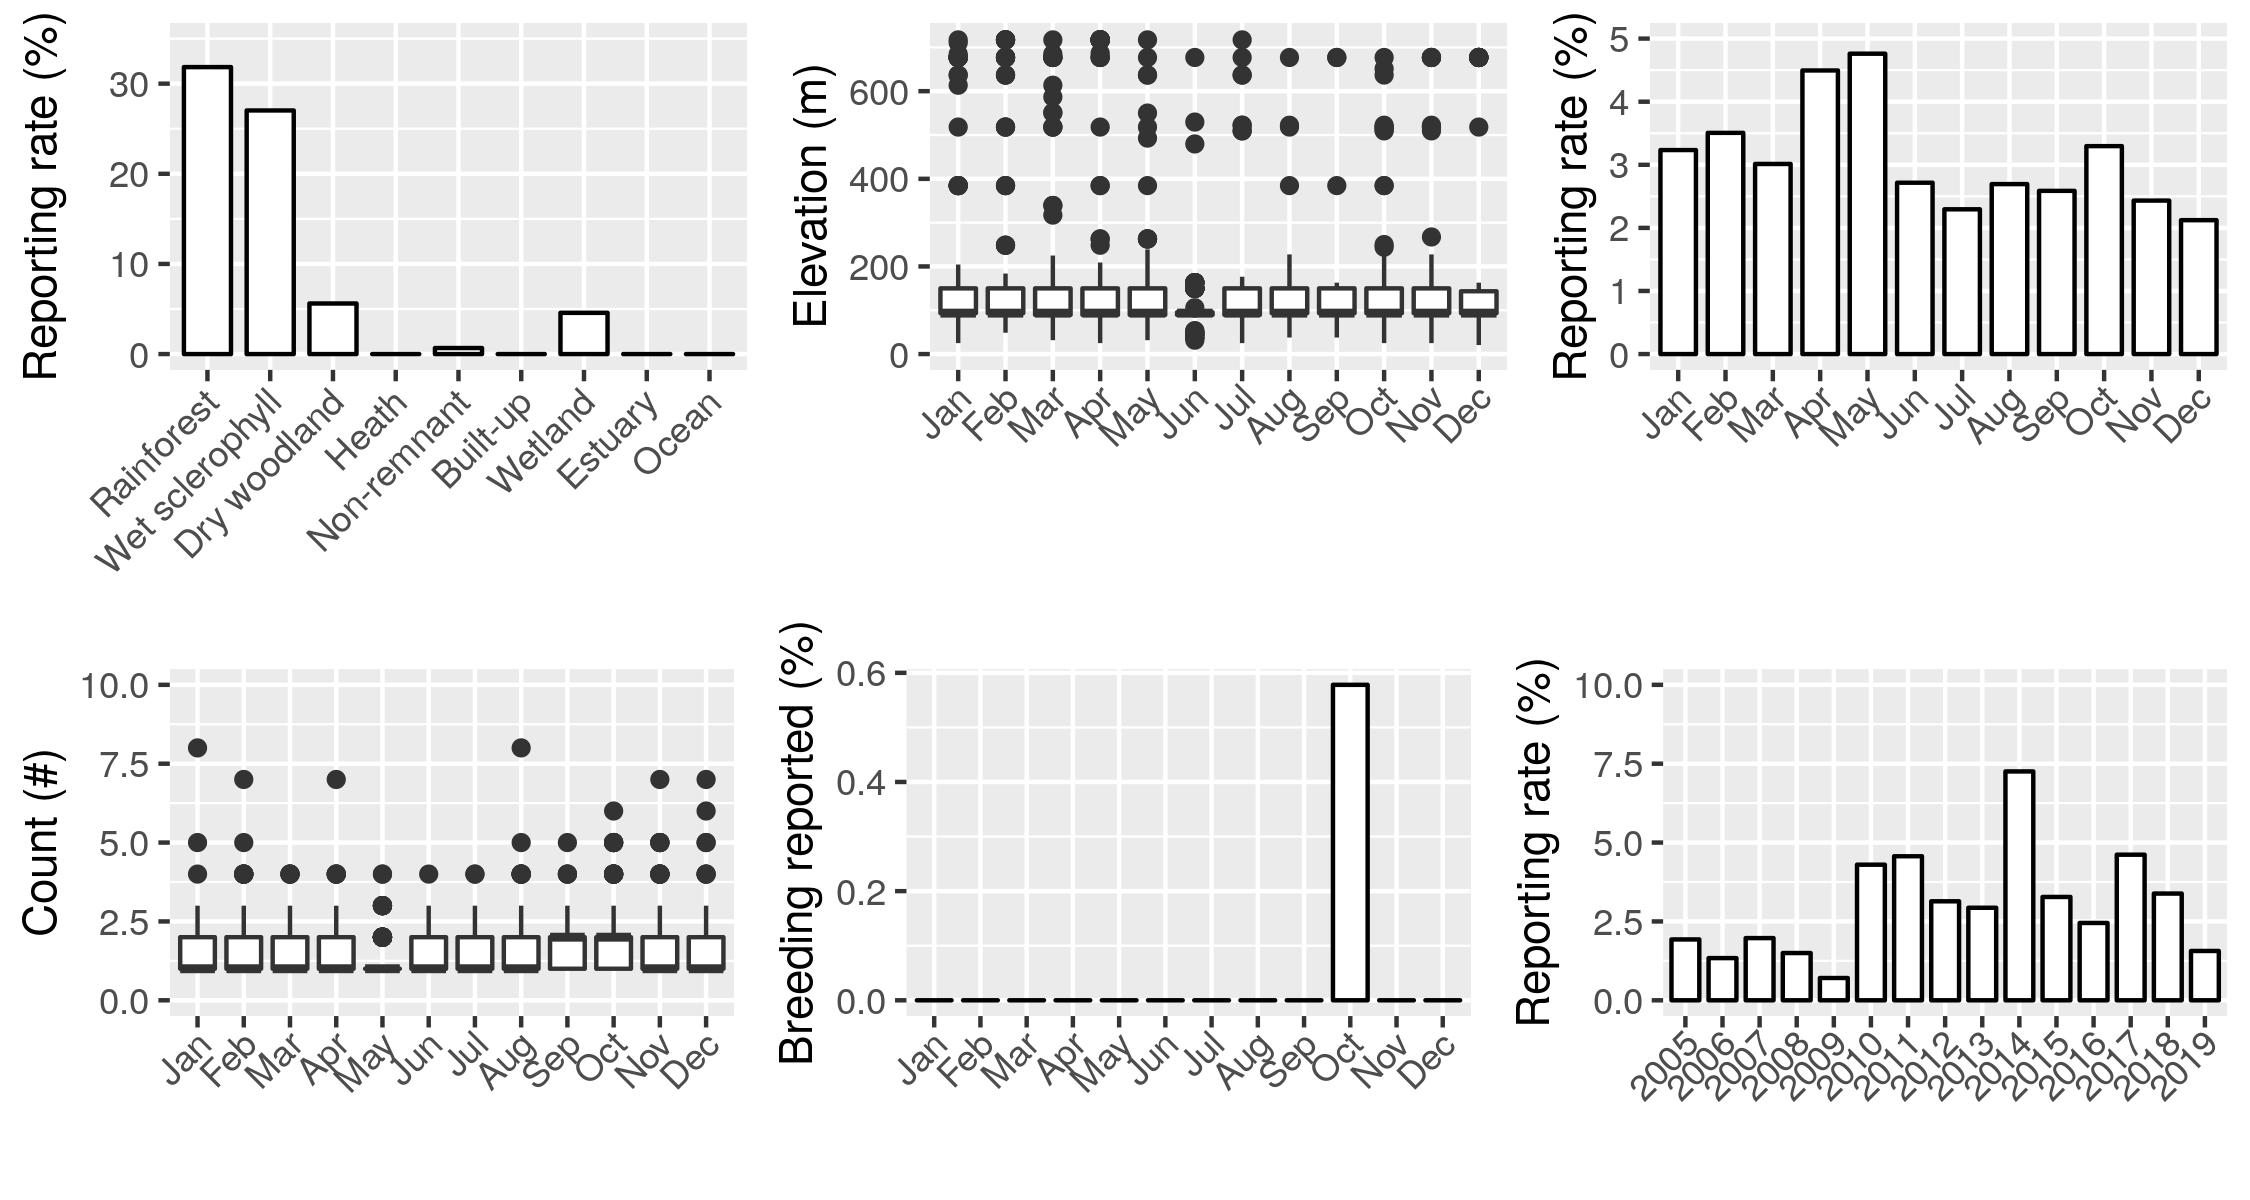 Reporting rate (%)
30
20
10
0
Rainforest
Wet sclerophyll
Dry woodland
Heath
Non-remnant
Built-up
Wetland
Estuary
Ocean
Elevation (m)
600
400
200
0
Jan
Feb
Mar
Apr
May
Jun
Jul
Aug
Sep
Oct
Nov
Dec
Reporting rate (%)
5
4
3
2
1
0
Jan
Feb
Mar
Apr
May
Jun
Jul
Aug
Sep
Oct
Nov
Dec
Count (#)
10.0
7.5
5.0
2.5
0.0
Jan
Feb
Mar
Apr
May
Jun
Jul
Aug
Sep
Oct
Nov
Dec
Breeding reported (%)
0.6
0.4
0.2
0.0
Jan
Feb
Mar
Apr
May
Jun
Jul
Aug
Sep
Oct
Nov
Dec
Reporting rate (%)
10.0
7.5
5.0
2.5
0.0
2005
2006
2007
2008
2009
2010
2011
2012
2013
2014
2015
2016
2017
2018
2019